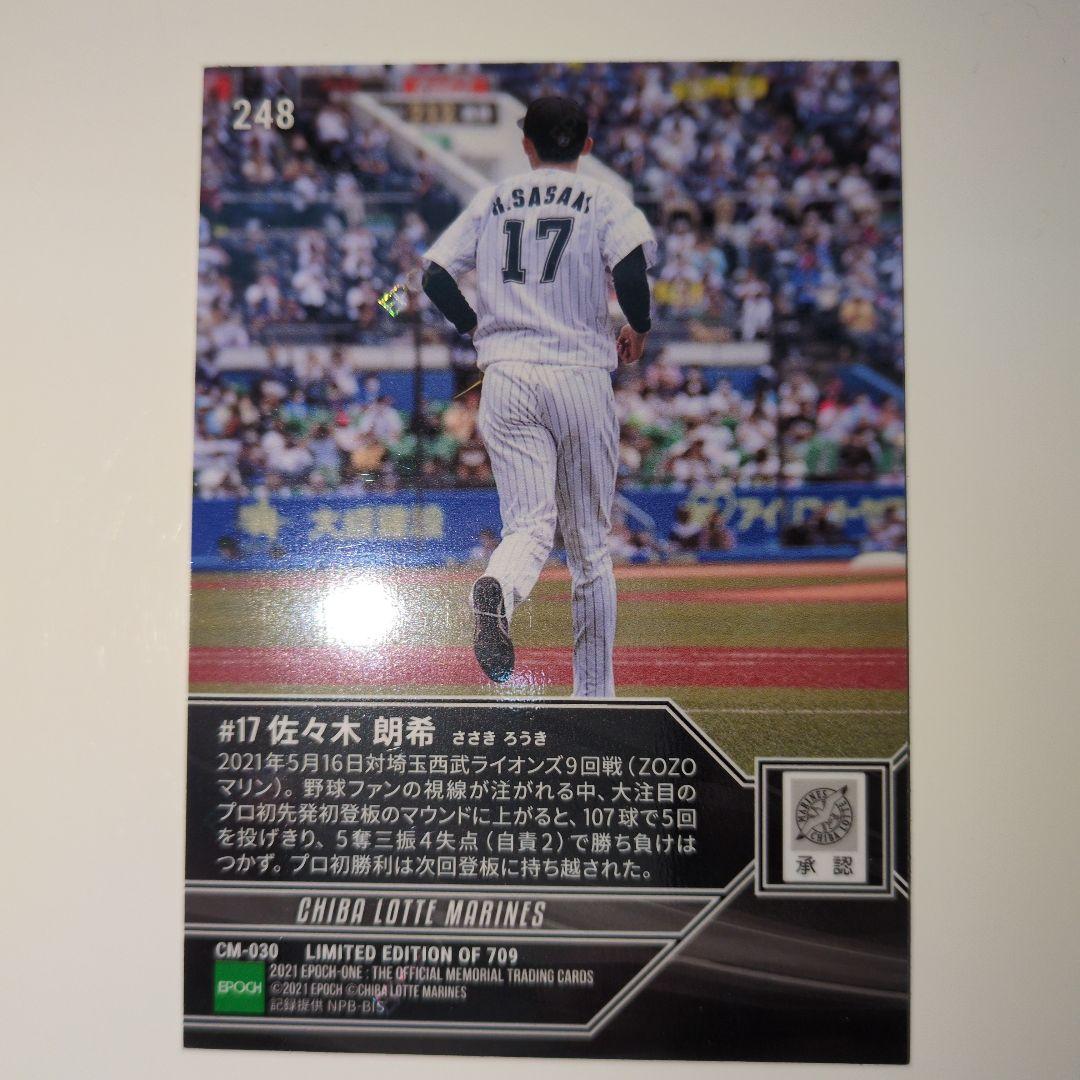 248
R.SASAKI
17
#17 佐々木 朗希 ささき ろうき
2021年5月16日対埼玉西武ライオンズ9回戦(ZOZO
マリン)。野球ファンの視線が注がれる中、大注目の
プロ初先発初登板のマウンドに上がると、107球で5回
を投げきり、5奪三振4失点(自責2)で勝ち負けは
つかず。プロ初勝利は次回登板に持ち越された。
MARINES
CHIBA LOTTE
承認
CHIBA LOTTE MARINES
CM-030 LIMITED EDITION OF 709
EPOCH
2021 EPOCH-ONE : THE OFFICIAL MEMORIAL TRADING CARDS
©2021 EPOCH ©CHIBA LOTTE MARINES
記録提供 NPB-BIS